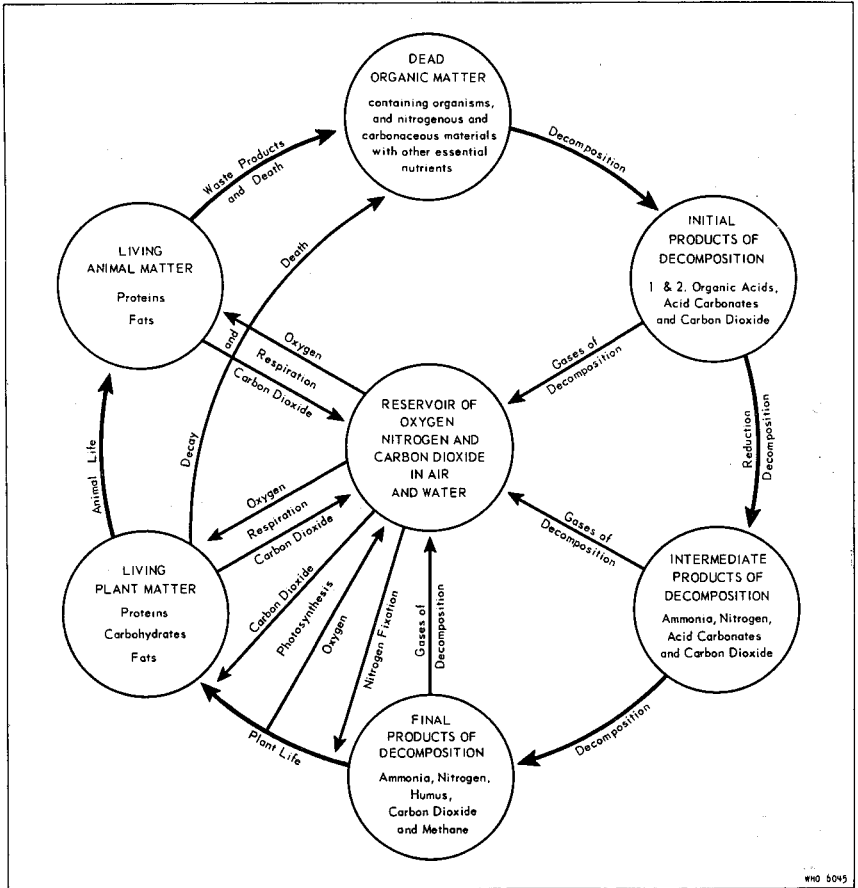 DEAD
ORGANIC MATTER
containing organisms,
and nitrogenous and
carbonaceous materials
with other essential
nutrients
Decomposition
Waste Products
and Death
INITIAL
PRODUCTS OF
DECOMPOSITION
1 & 2. Organic Acids,
Acid Carbonates
and Carbon Dioxide
LIVING
ANIMAL MATTER
Proteins
Fats
Decay and Death
Oxygen
Respiration
Carbon Dioxide
Gases of
Decomposition
RESERVOIR OF
OXYGEN
NITROGEN AND
CARBON DIOXIDE
IN AIR
AND WATER
Reduction
Decomposition
Animal Life
Oxygen
Respiration
Carbon Dioxide
Gases of
Decomposition
LIVING
PLANT MATTER
Proteins
Carbohydrates
Fats
Carbon Dioxide
Photosynthesis
Oxygen
Nitrogen Fixation
Gases of
Decomposition
INTERMEDIATE
PRODUCTS OF
DECOMPOSITION
Ammonia, Nitrogen,
Acid Carbonates
and Carbon Dioxide
Plant Life
FINAL
PRODUCTS OF
DECOMPOSITION
Ammonia, Nitrogen,
Humus,
Carbon Dioxide
and Methane
Decomposition
WHO 5045